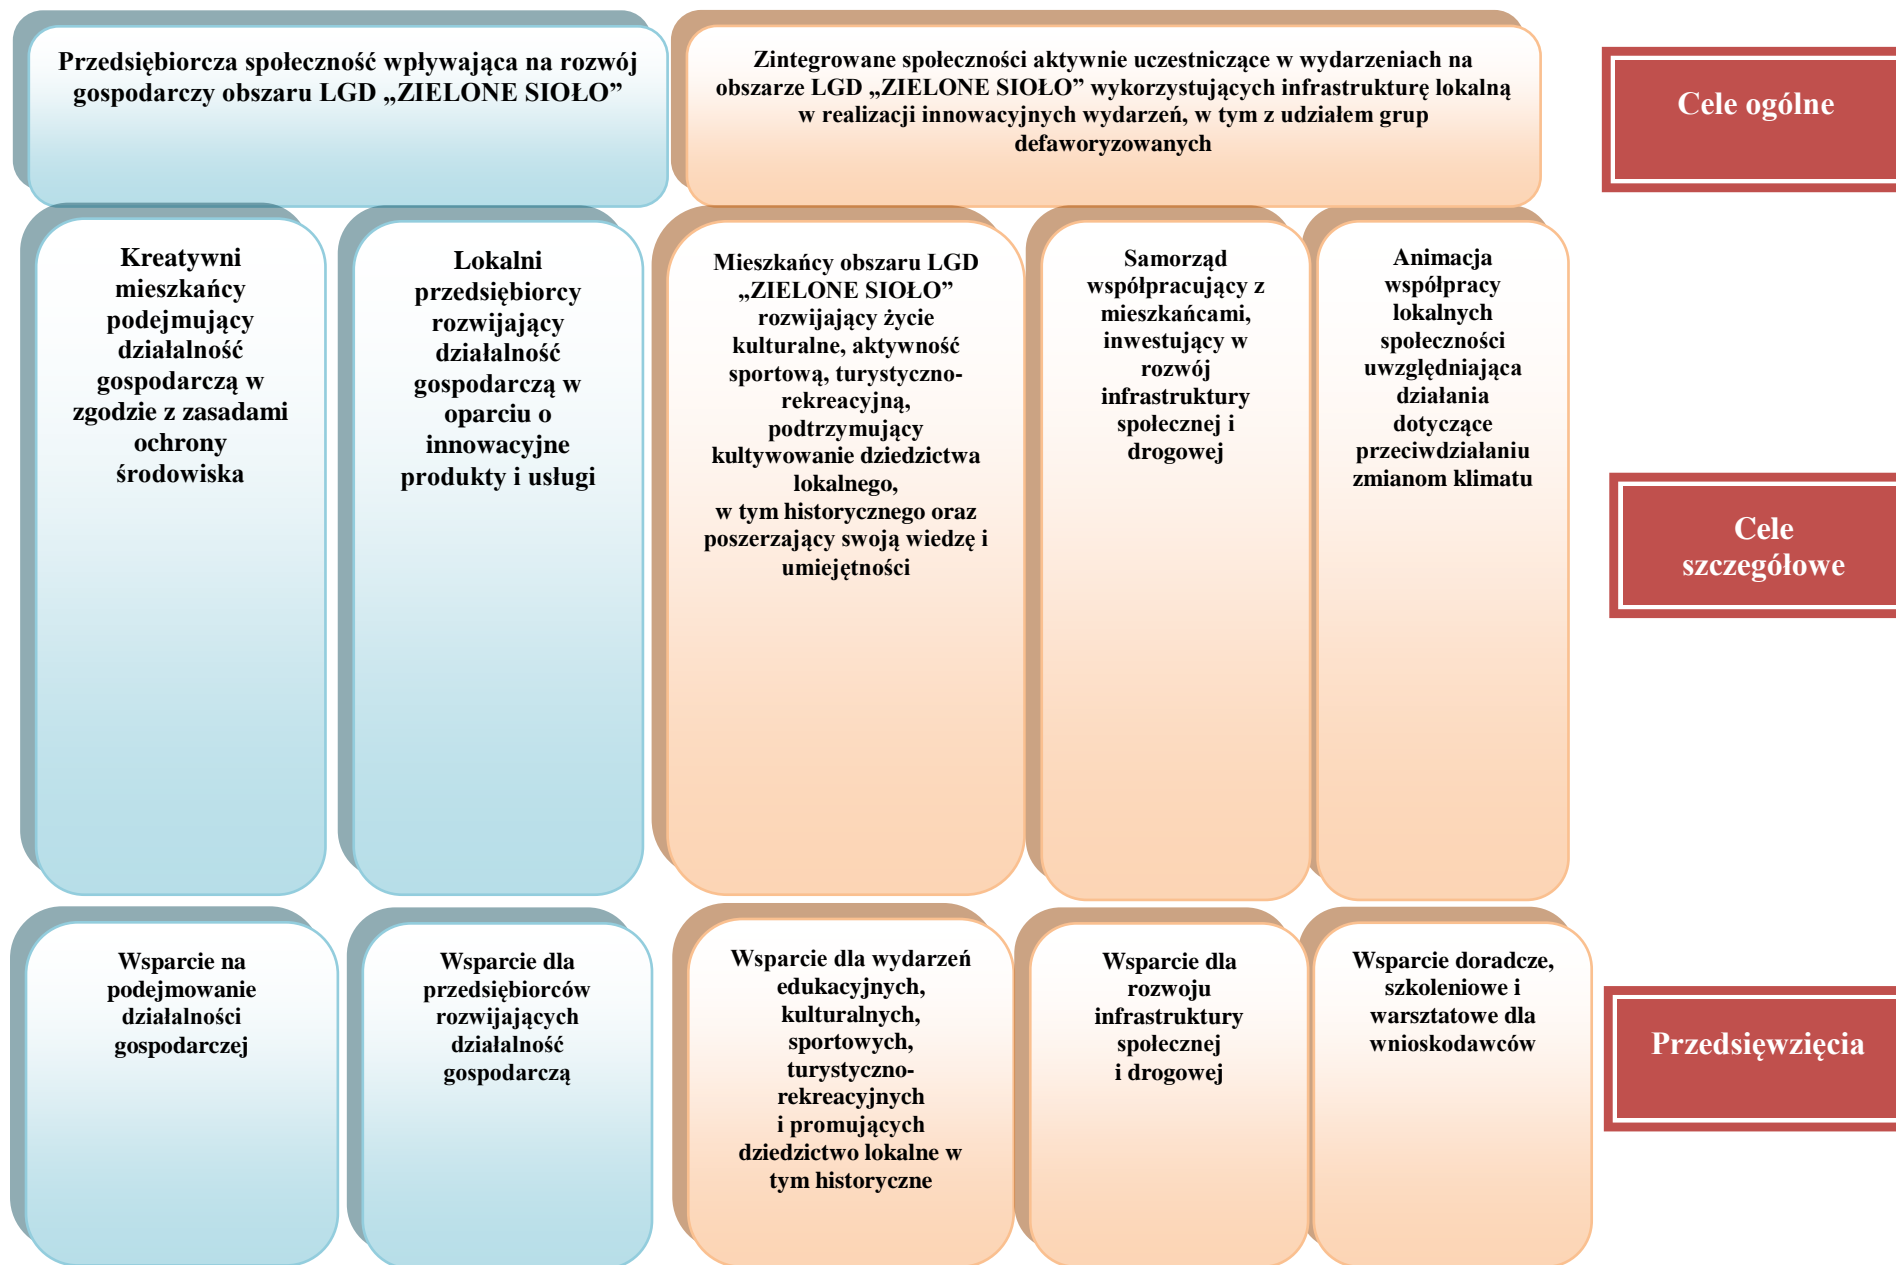 Przedsiębiorcza społeczność wpływająca na rozwój
gospodarczy obszaru LGD „ZIELONE SIOŁO”
Zintegrowane społeczności aktywnie uczestniczące w wydarzeniach na
obszarze LGD „ZIELONE SIOŁO” wykorzystujących infrastrukturę lokalną
w realizacji innowacyjnych wydarzeń, w tym z udziałem grup
defaworyzowanych
Cele ogólne
Kreatywni
mieszkańcy
podejmujący
działalność
gospodarczą w
zgodzie z zasadami
ochrony
środowiska
Lokalni
przedsiębiorcy
rozwijający
działalność
gospodarczą w
oparciu o
innowacyjne
produkty i usługi
Mieszkańcy obszaru LGD
„ZIELONE SIOŁO”
rozwijający życie
kulturalne, aktywność
sportową, turystyczno-
rekreacyjną,
podtrzymujący
kultywowanie dziedzictwa
lokalnego,
w tym historycznego oraz
poszerzający swoją wiedzę i
umiejętności
Samorząd
współpracujący z
mieszkańcami,
inwestujący w
rozwój
infrastruktury
społecznej i
drogowej
Animacja
współpracy
lokalnych
społeczności
uwzględniająca
działania
dotyczące
przeciwdziałaniu
zmianom klimatu
Cele
szczegółowe
Wsparcie na
podejmowanie
działalności
gospodarczej
Wsparcie dla
przedsiębiorców
rozwijających
działalność
gospodarczą
Wsparcie dla wydarzeń
edukacyjnych,
kulturalnych,
sportowych,
turystyczno-
rekreacyjnych
i promujących
dziedzictwo lokalne w
tym historyczne
Wsparcie dla
rozwoju
infrastruktury
społecznej
i drogowej
Wsparcie doradcze,
szkoleniowe i
warsztatowe dla
wnioskodawców
Przedsięwzięcia